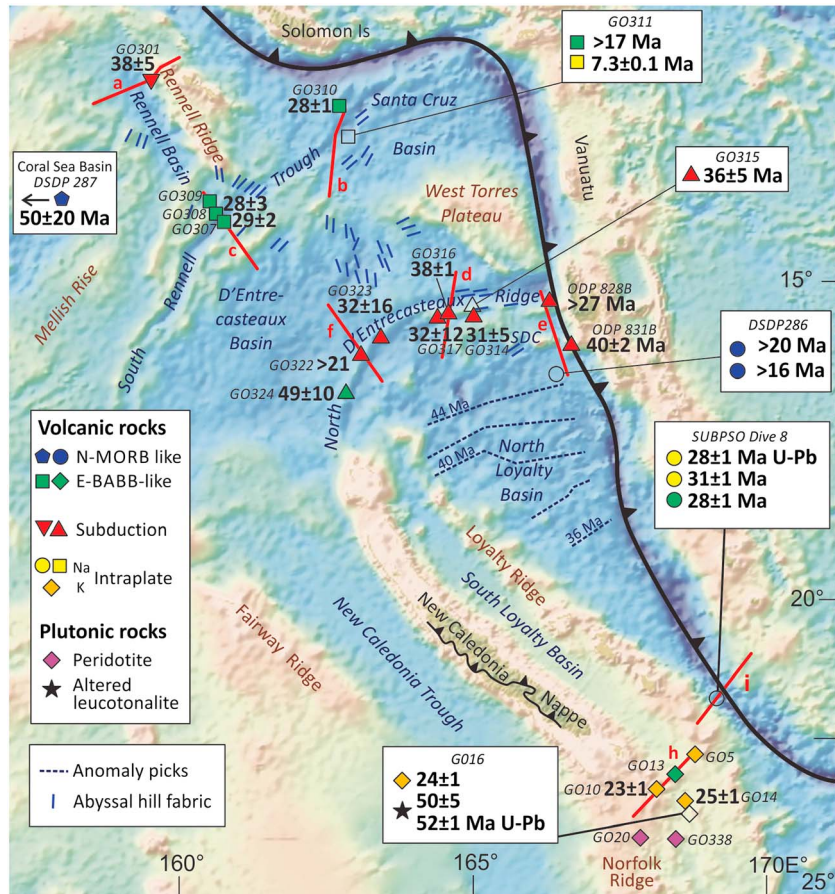 Solomon Is
GO301
38±5
a
Rennell Ridge
Rennell Basin
GO310
28±1
Santa Cruz
Basin
Trough
b
GO311
>17 Ma
7.3±0.1 Ma
Vanuatu
Coral Sea Basin
DSDP 287
50±20 Ma
GO309
28±3
GO308
29±2
GO307
c
West Torres
Plateau
GO315
36±5 Ma
Mellish Rise
South
Rennell
D'Entre-
casteaux
Basin
GO316
38±1
d
GO323
32±16
D'Entrecasteaux
Ridge
ODP 828B
>27 Ma
15°
f
32±12
31±5
SDC
e
GO317
GO314
ODP 831B
40±2 Ma
GO322
>21
GO324
49±10
North
DSDP286
>20 Ma
>16 Ma
44 Ma
40 Ma
36 Ma
North
Loyalty
Basin
SUBPSO Dive 8
28±1 Ma U-Pb
31±1 Ma
28±1 Ma
Volcanic rocks
N-MORB like
E-BABB-like
Subduction
Na
Intraplate
K
Plutonic rocks
Peridotite
Altered
leucotonalite
Anomaly picks
Abyssal hill fabric
Loyalty Ridge
South Loyalty Basin
New Caledonia
Nappe
New Caledonia Trough
Fairway Ridge
20°
i
G016
24±1
50±5
52±1 Ma U-Pb
h
GO5
GO13
GO10
23±1
25±1
GO14
GO20
GO338
Norfolk
Ridge
160°
165°
170°E
25°